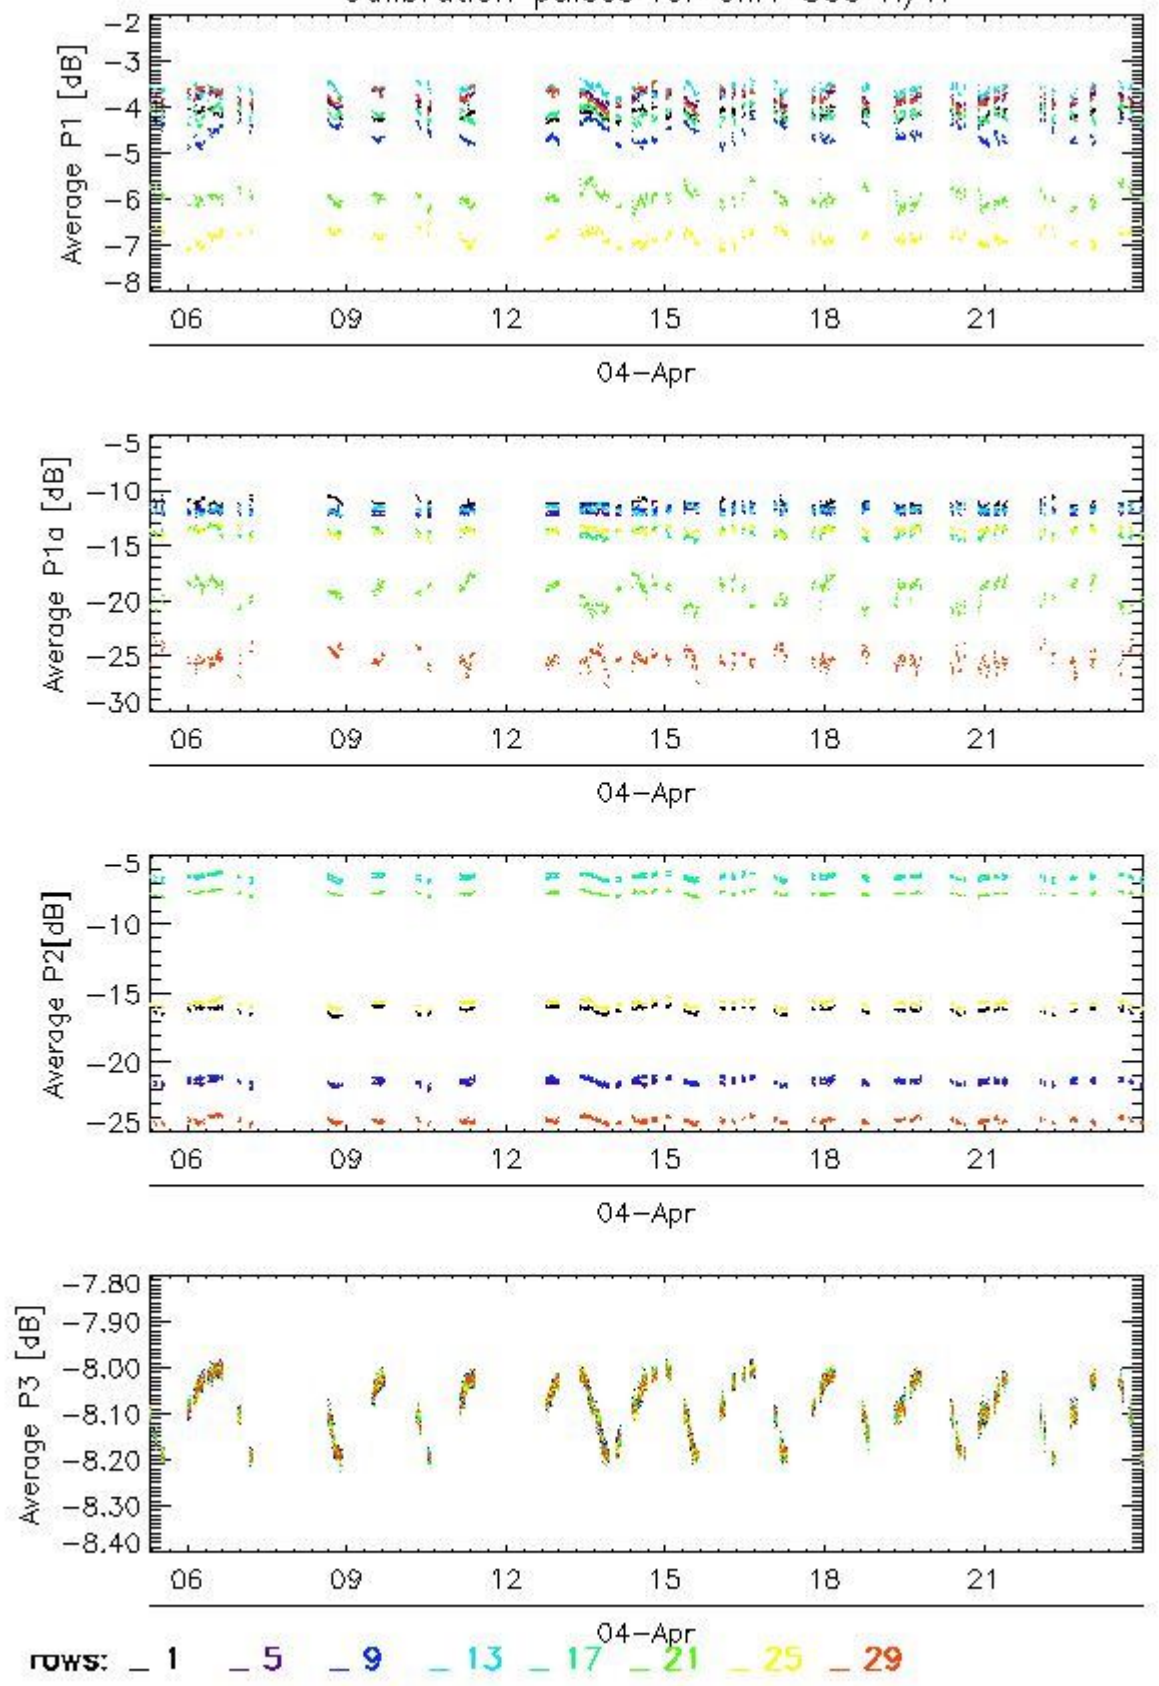 Average P1 [dB]
-2
-3
-4
-5
-6
-7
-8
06 09 12 15 18 21
04-Apr
Average P1a [dB]
-5
-10
-15
-20
-25
-30
06 09 12 15 18 21
04-Apr
Average P2[dB]
-5
-10
-15
-20
-25
06 09 12 15 18 21
04-Apr
Average P3 [dB]
-7.80
-7.90
-8.00
-8.10
-8.20
-8.30
-8.40
06 09 12 15 18 21
04-Apr
rows: _ 1 _ 5 _ 9 _ 13 _ 17 _ 21 _ 25 _ 29